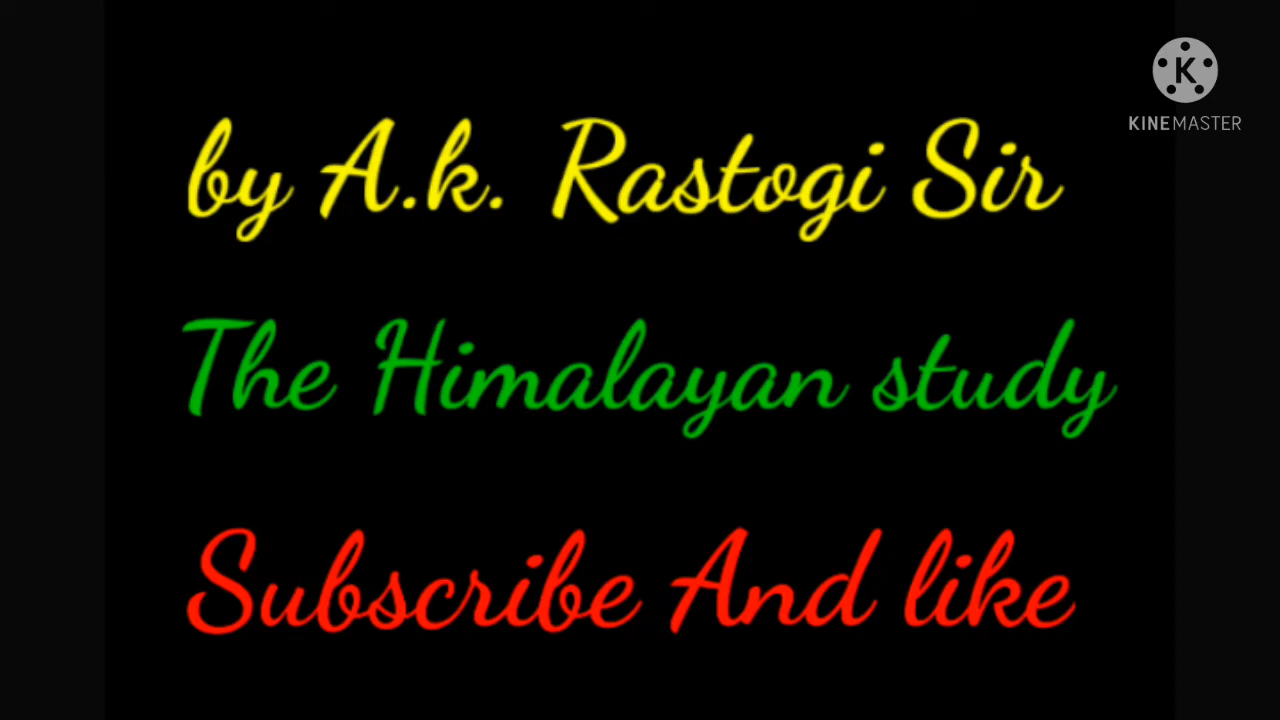 K
KINEMASTER
by A.k. Rastogi Sir
The Himalayan study
Subscribe And like